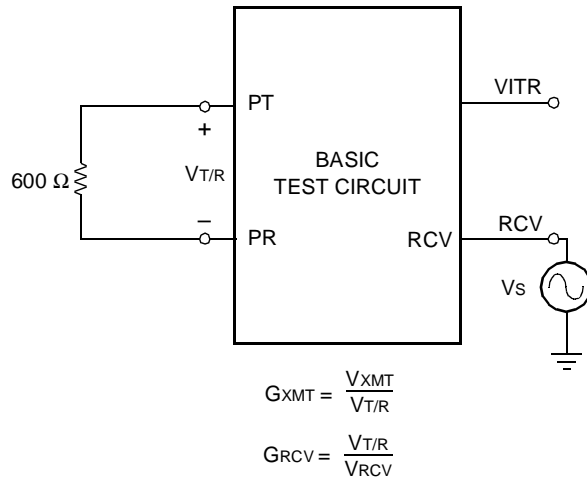 VITR
PT
+
BASIC
TEST CIRCUIT
600 Ω
VT/R
–
PR
RCV
RCV
VS
GXMT = VXMT
VT/R
GRCV = VT/R
VRCV